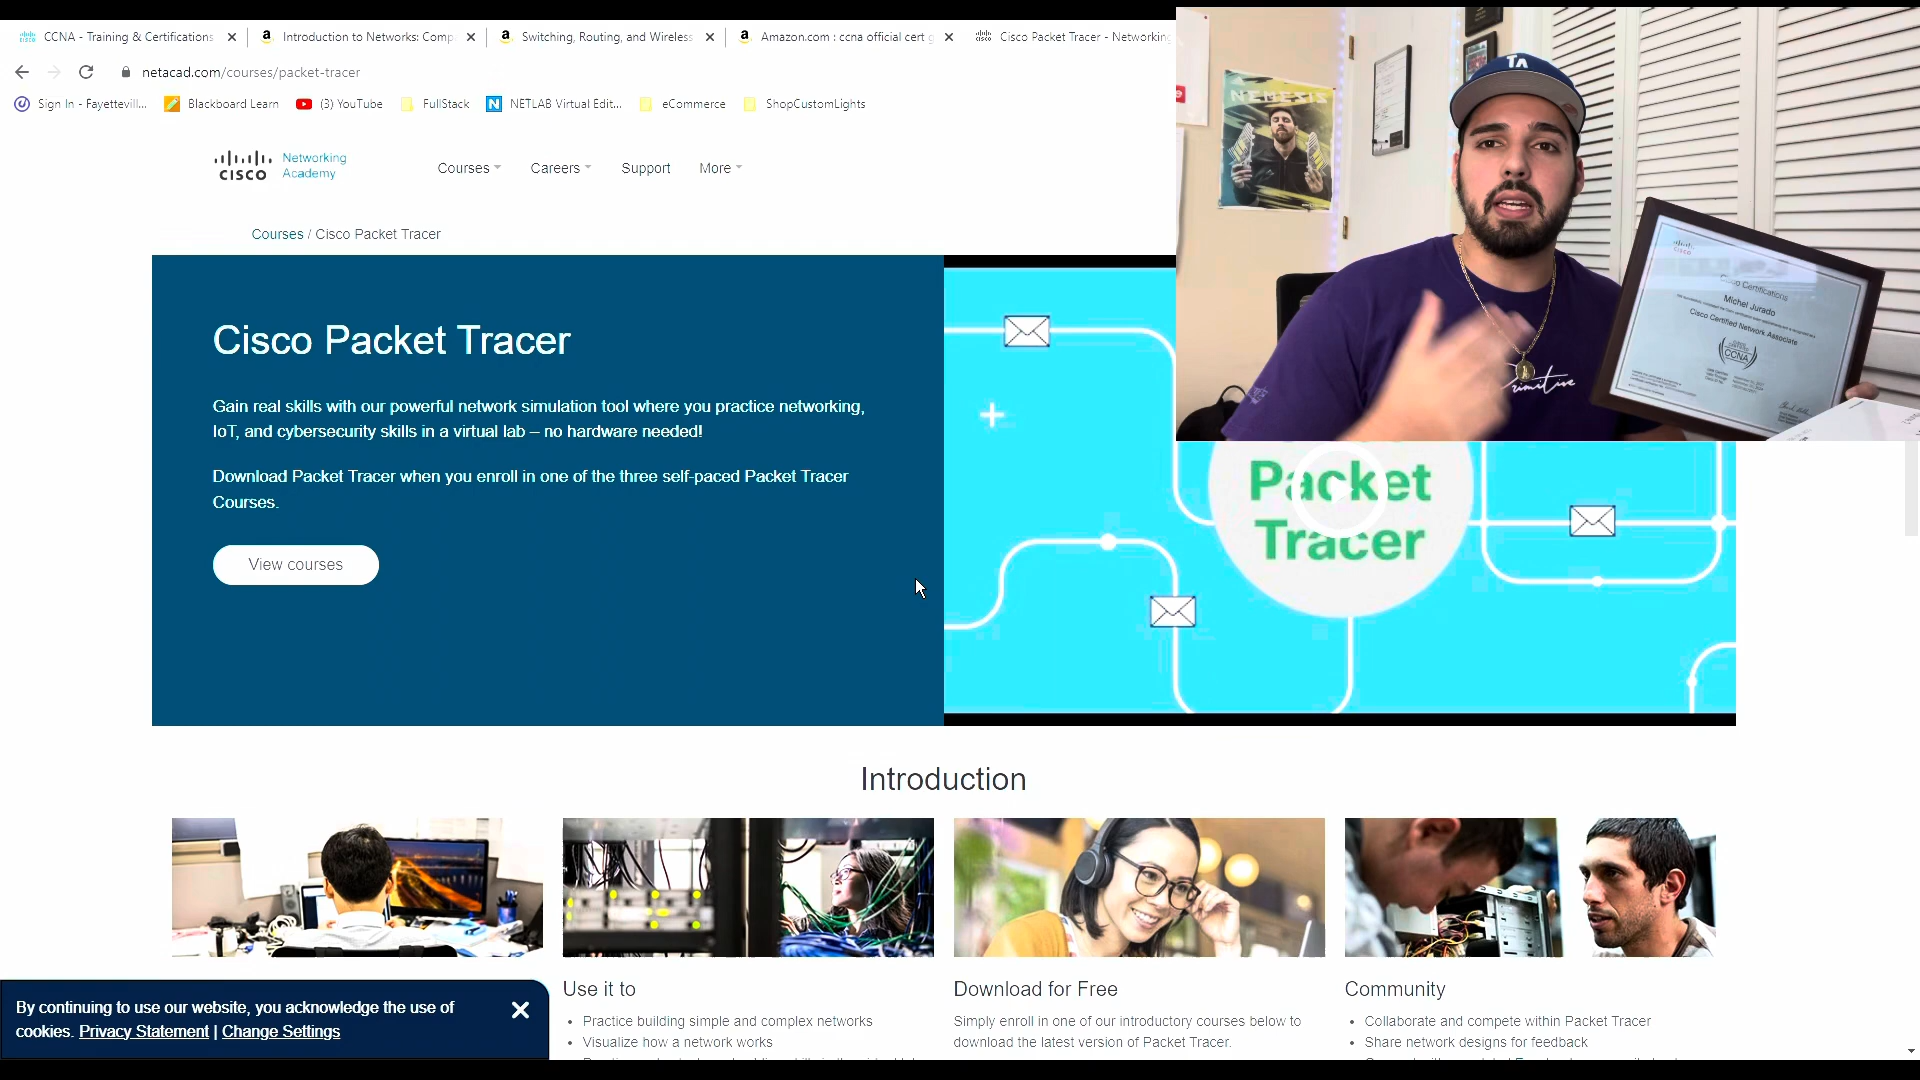 CCNA - Training & Certifications
Introduction to Networks: Comp
Switching, Routing, and Wireless
Amazon.com : ccna official cert g
Cisco Packet Tracer - Networking
netacad.com/courses/packet-tracer
Sign In - Fayettevill...
Blackboard Learn
(3) YouTube
FullStack
NETLAB Virtual Edit...
eCommerce
ShopCustomLights
CISCO
Networking
Academy
Courses
Careers
Support
More
Courses / Cisco Packet Tracer
Cisco Packet Tracer
Gain real skills with our powerful network simulation tool where you practice networking,
IoT, and cybersecurity skills in a virtual lab – no hardware needed!
Download Packet Tracer when you enroll in one of the three self-paced Packet Tracer
Courses.
View courses
Packet
Tracer
NEMESIS
TA
Primitive
CISCO
Cisco Certifications
Michel Jurado
Cisco Certified Network Associate
CCNA
Introduction
Use it to
Practice building simple and complex networks
Visualize how a network works
Download for Free
Simply enroll in one of our introductory courses below to
download the latest version of Packet Tracer.
Community
Collaborate and compete within Packet Tracer
Share network designs for feedback
By continuing to use our website, you acknowledge the use of
cookies. Privacy Statement | Change Settings